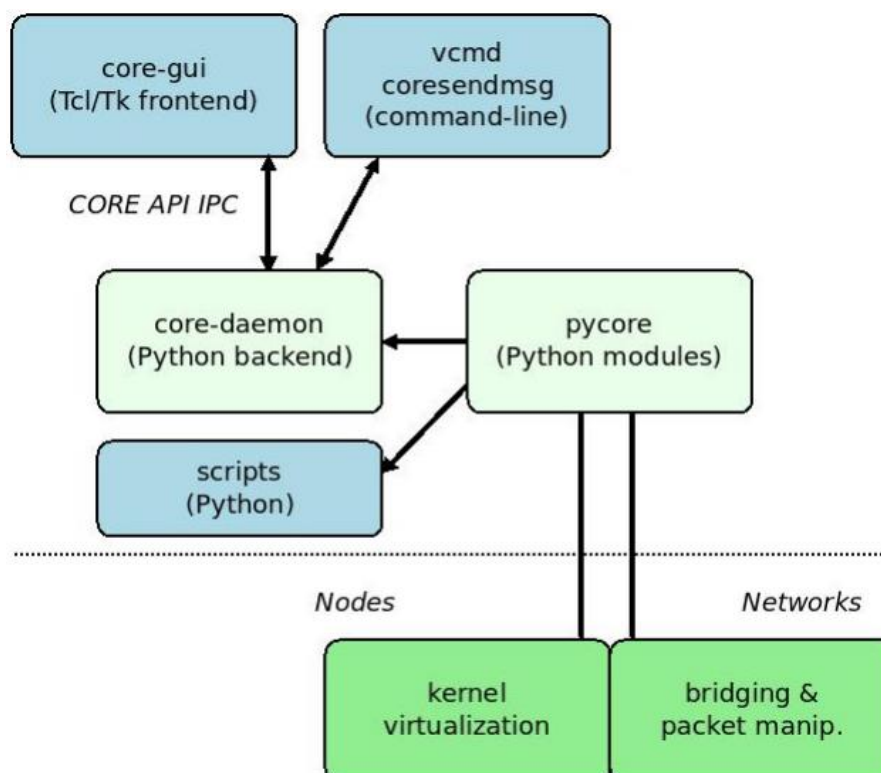 core-gui
(Tcl/Tk frontend)
vcmd
coresendmsg
(command-line)
CORE API IPC
core-daemon
(Python backend)
pycore
(Python modules)
scripts
(Python)
Nodes
Networks
kernel
virtualization
bridging &
packet manip.